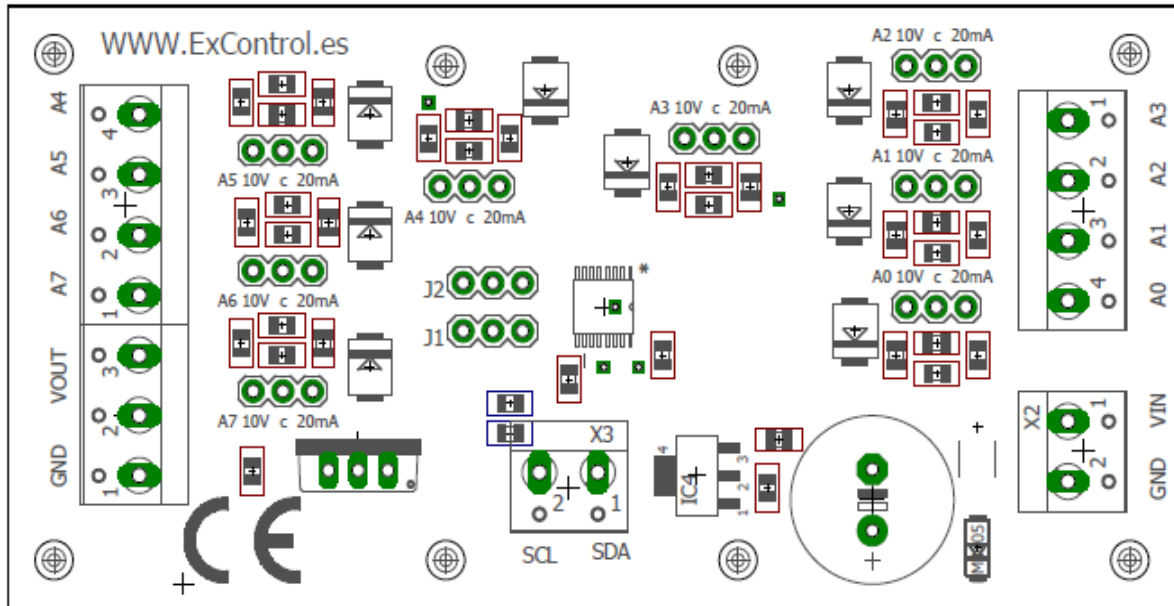 WWW.ExControl.es
A2 10V c 20mA
A4
4
A3 10V c 20mA
1
A3
A5
3
A5 10V c 20mA
A1 10V c 20mA
2
A2
A6
2
A4 10V c 20mA
3
A1
A7
1
A6 10V c 20mA
J2
*
A0 10V c 20mA
4
A0
J1
VOUT
3
2
A7 10V c 20mA
X3
X2
1
VIN
GND
1
2
1
4
IC4
3
2
1
2
GND
SCL
SDA
CE